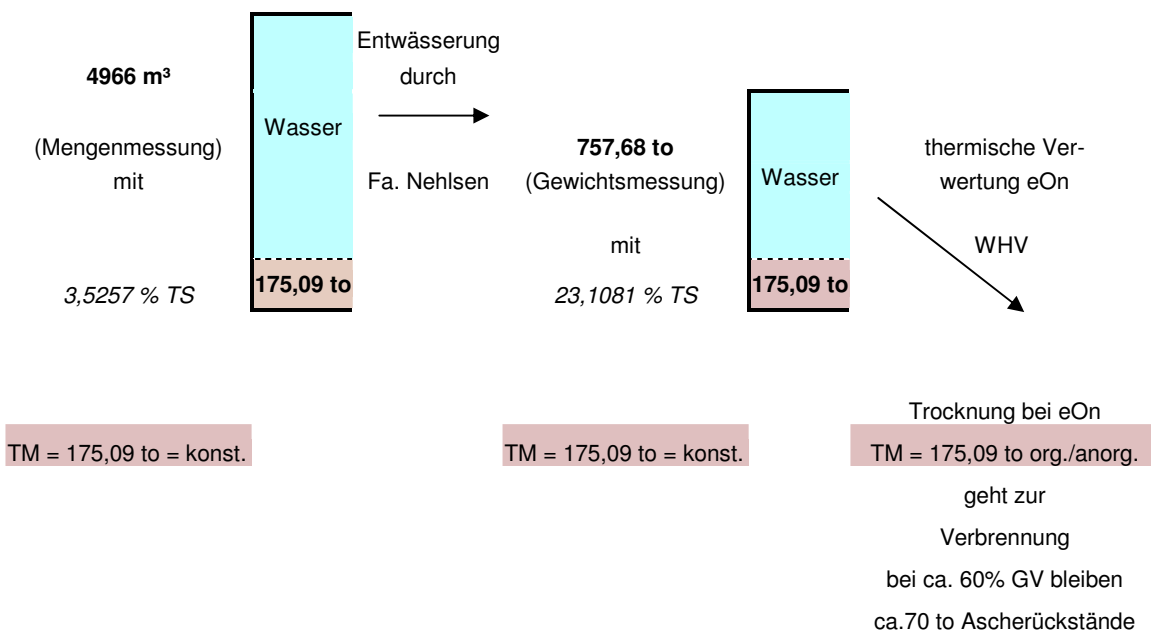 4966 m³
(Mengenmessung)
mit
3,5257 % TS
Wasser
175,09 to
Entwässerung
durch
Fa. Nehlsen
757,68 to
(Gewichtsmessung)
mit
23,1081 % TS
Wasser
175,09 to
thermische Ver-
wertung eOn
WHV
TM = 175,09 to = konst.
TM = 175,09 to = konst.
Trocknung bei eOn
TM = 175,09 to org./anorg.
geht zur
Verbrennung
bei ca. 60% GV bleiben
ca.70 to Ascherückstände